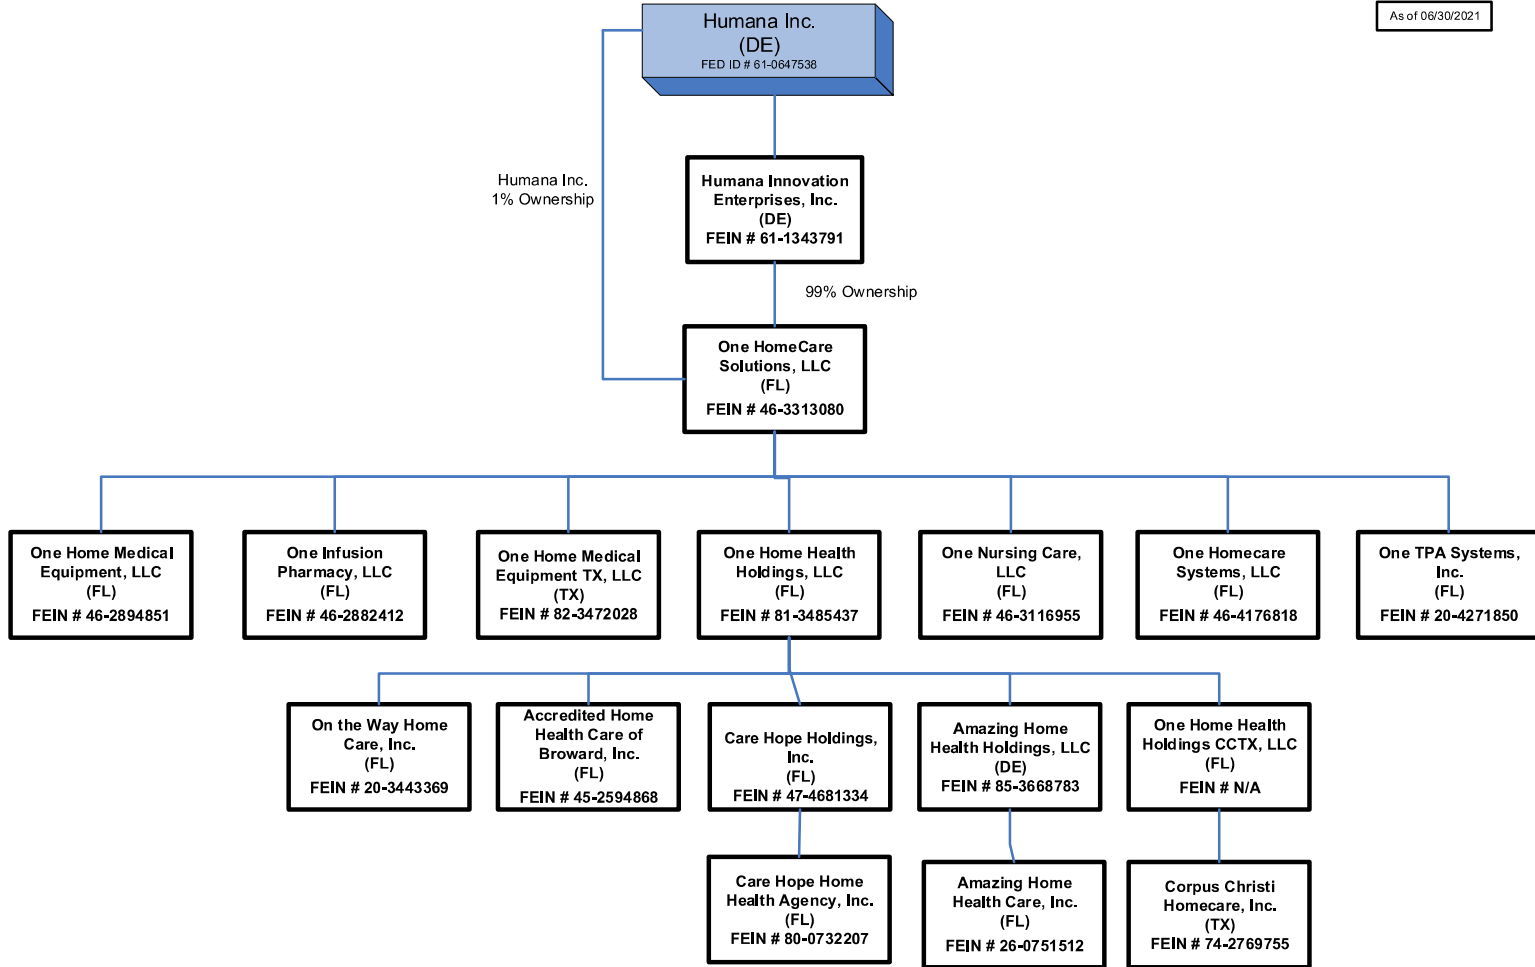 As of 06/30/2021
Humana Inc.
(DE)
FED ID # 61-0647538
Humana Inc.
1% Ownership
Humana Innovation
Enterprises, Inc.
(DE)
FEIN # 61-1343791
99% Ownership
One HomeCare
Solutions, LLC
(FL)
FEIN # 46-3313080
One Home Medical
Equipment, LLC
(FL)
FEIN # 46-2894851
One Infusion
Pharmacy, LLC
(FL)
FEIN # 46-2882412
One Home Medical
Equipment TX, LLC
(TX)
FEIN # 82-3472028
One Home Health
Holdings, LLC
(FL)
FEIN # 81-3485437
One Nursing Care,
LLC
(FL)
FEIN # 46-3116955
One Homecare
Systems, LLC
(FL)
FEIN # 46-4176818
One TPA Systems,
Inc.
(FL)
FEIN # 20-4271850
On the Way Home
Care, Inc.
(FL)
FEIN # 20-3443369
Accredited Home
Health Care of
Broward, Inc.
(FL)
FEIN # 45-2594868
Care Hope Holdings,
Inc.
(FL)
FEIN # 47-4681334
Amazing Home
Health Holdings, LLC
(DE)
FEIN # 85-3668783
One Home Health
Holdings CCTX, LLC
(FL)
FEIN # N/A
Care Hope Home
Health Agency, Inc.
(FL)
FEIN # 80-0732207
Amazing Home
Health Care, Inc.
(FL)
FEIN # 26-0751512
Corpus Christi
Homecare, Inc.
(TX)
FEIN # 74-2769755